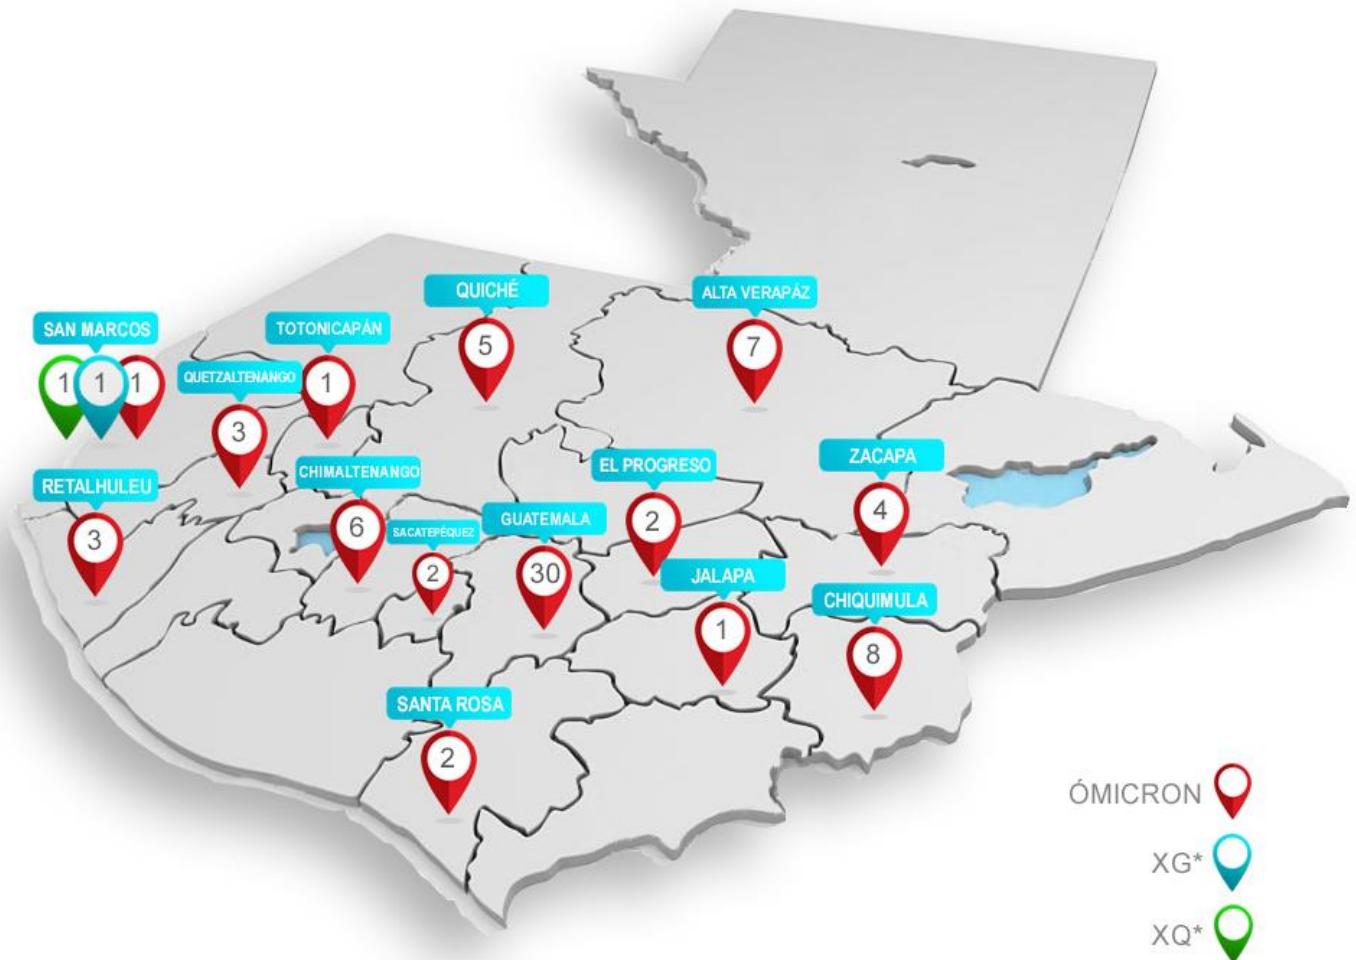 QUICHÉ
5
ALTA VERAPÁZ
7
SAN MARCOS
1
1
1
TOTONICAPÁN
1
QUETZALTENANGO
3
RETALHULEU
3
CHIMALTENANGO
6
SACATEPÉQUEZ
2
GUATEMALA
30
EL PROGRESO
2
ZACAPA
4
JALAPA
1
CHIQUIMULA
8
SANTA ROSA
2
ÓMICRON
XG*
XQ*